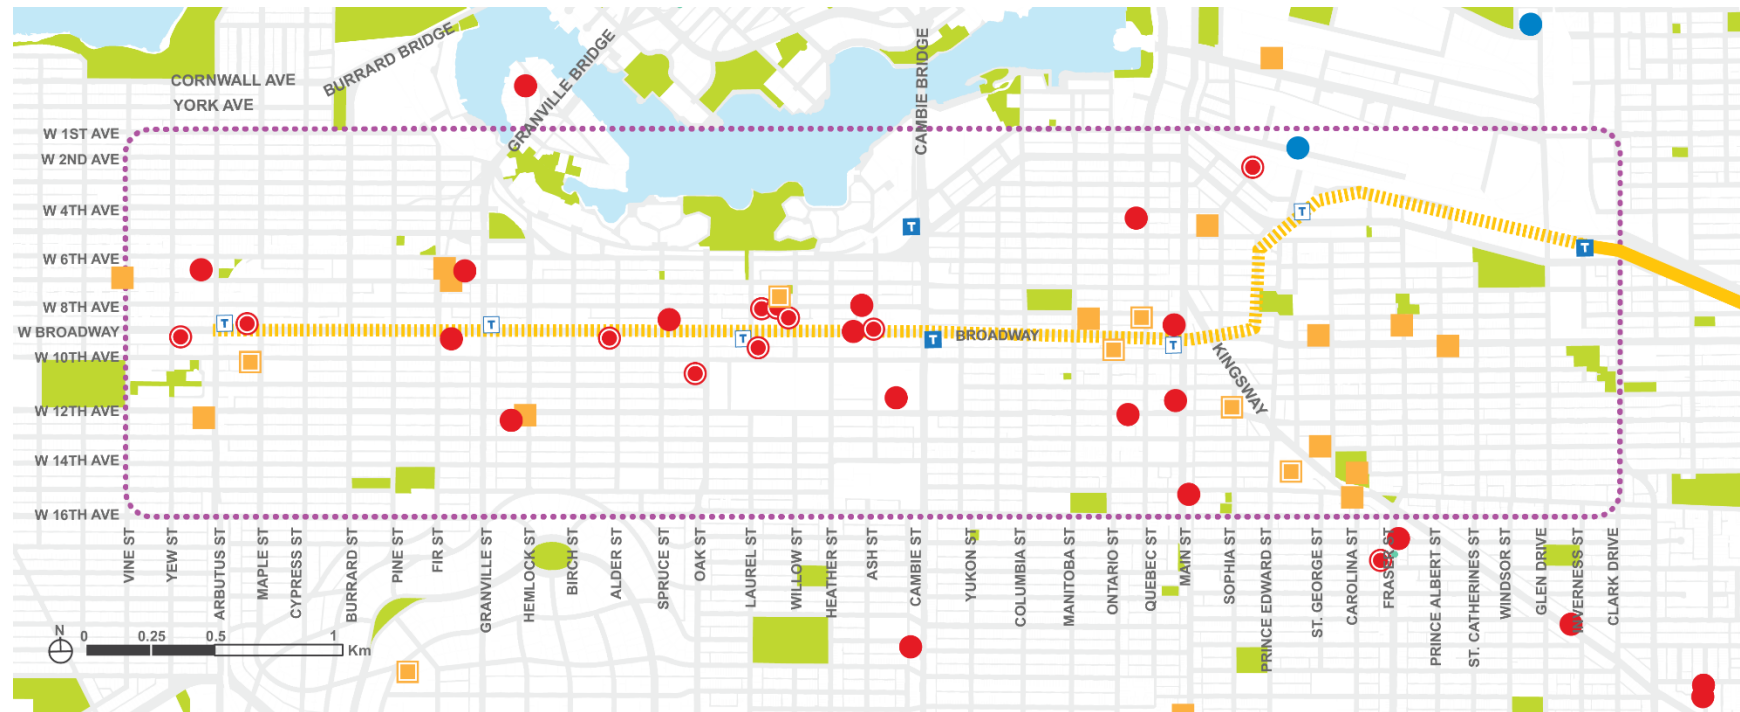 CORNWALL AVE
YORK AVE
BURRARD BRIDGE
GRANVILLE BRIDGE
CAMBIE BRIDGE
W 1ST AVE
W 2ND AVE
W 4TH AVE
W 6TH AVE
W 8TH AVE
W BROADWAY
W 10TH AVE
W 12TH AVE
W 14TH AVE
W 16TH AVE
T
T
T
T
T
T
T
T
BROADWAY
KINGSWAY
VINE ST
YEW ST
ARBUTUS ST
MAPLE ST
CYPRESS ST
BURRARD ST
PINE ST
FIR ST
GRANVILLE ST
HEMLOCK ST
BIRCH ST
ALDER ST
SPRUCE ST
OAK ST
LAUREL ST
WILLOW ST
HEATHER ST
ASH ST
CAMBIE ST
YUKON ST
COLUMBIA ST
MANITOBA ST
ONTARIO ST
QUEBEC ST
MAIN ST
SOPHIA ST
PRINCE EDWARD ST
ST. GEORGE ST
CAROLINA ST
FRASER ST
PRINCE ALBERT ST
ST. CATHERINES ST
WINDSOR ST
GLEN DRIVE
INVERNESS ST
CLARK DRIVE
N
0 0.25 0.5 1
Km